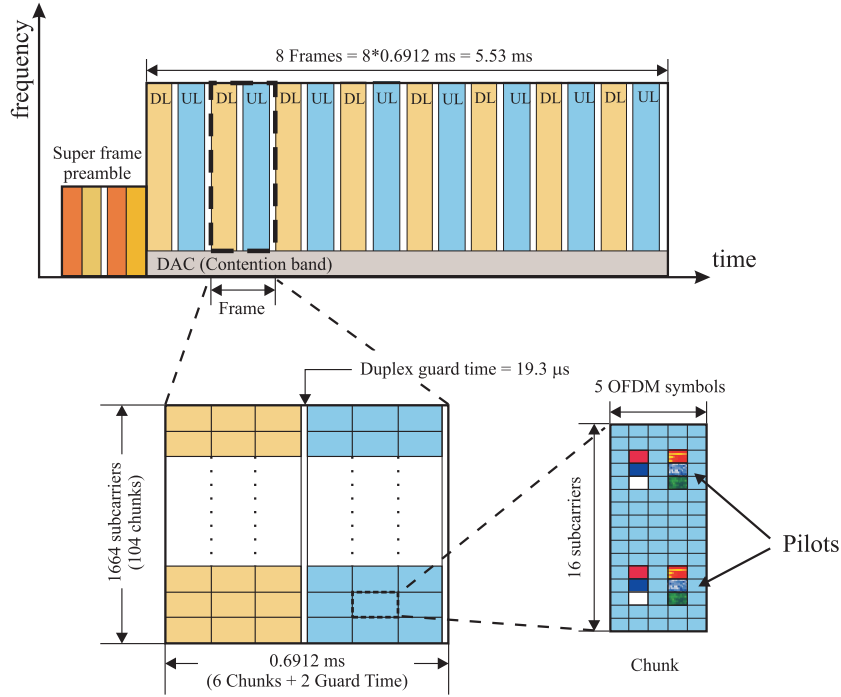 frequency
8 Frames = 8*0.6912 ms = 5.53 ms
DL UL DL UL DL UL DL UL DL UL DL UL DL UL DL UL
Super frame
preamble
DAC (Contention band)
time
Frame
Duplex guard time = 19.3 µs
5 OFDM symbols
1664 subcarriers
(104 chunks)
16 subcarriers
Pilots
0.6912 ms
(6 Chunks + 2 Guard Time)
Chunk